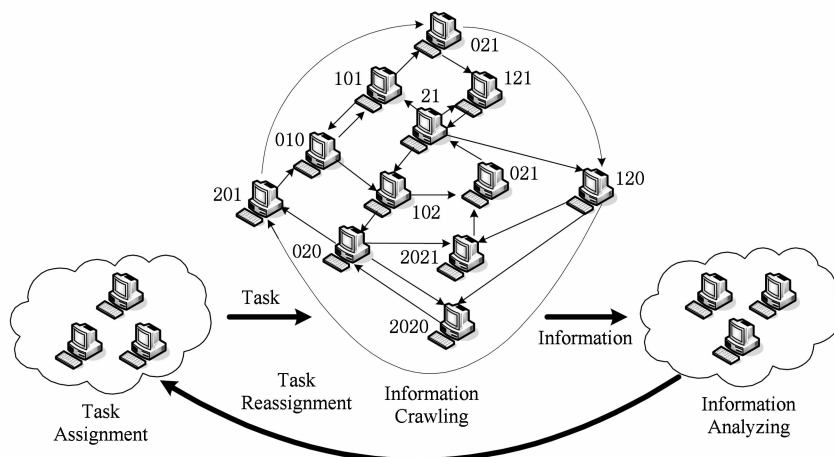 021
101
21
121
010
201
021
120
102
020
2021
Task
2020
Information
Task
Reassignment
Information
Crawling
Task
Assignment
Information
Analyzing